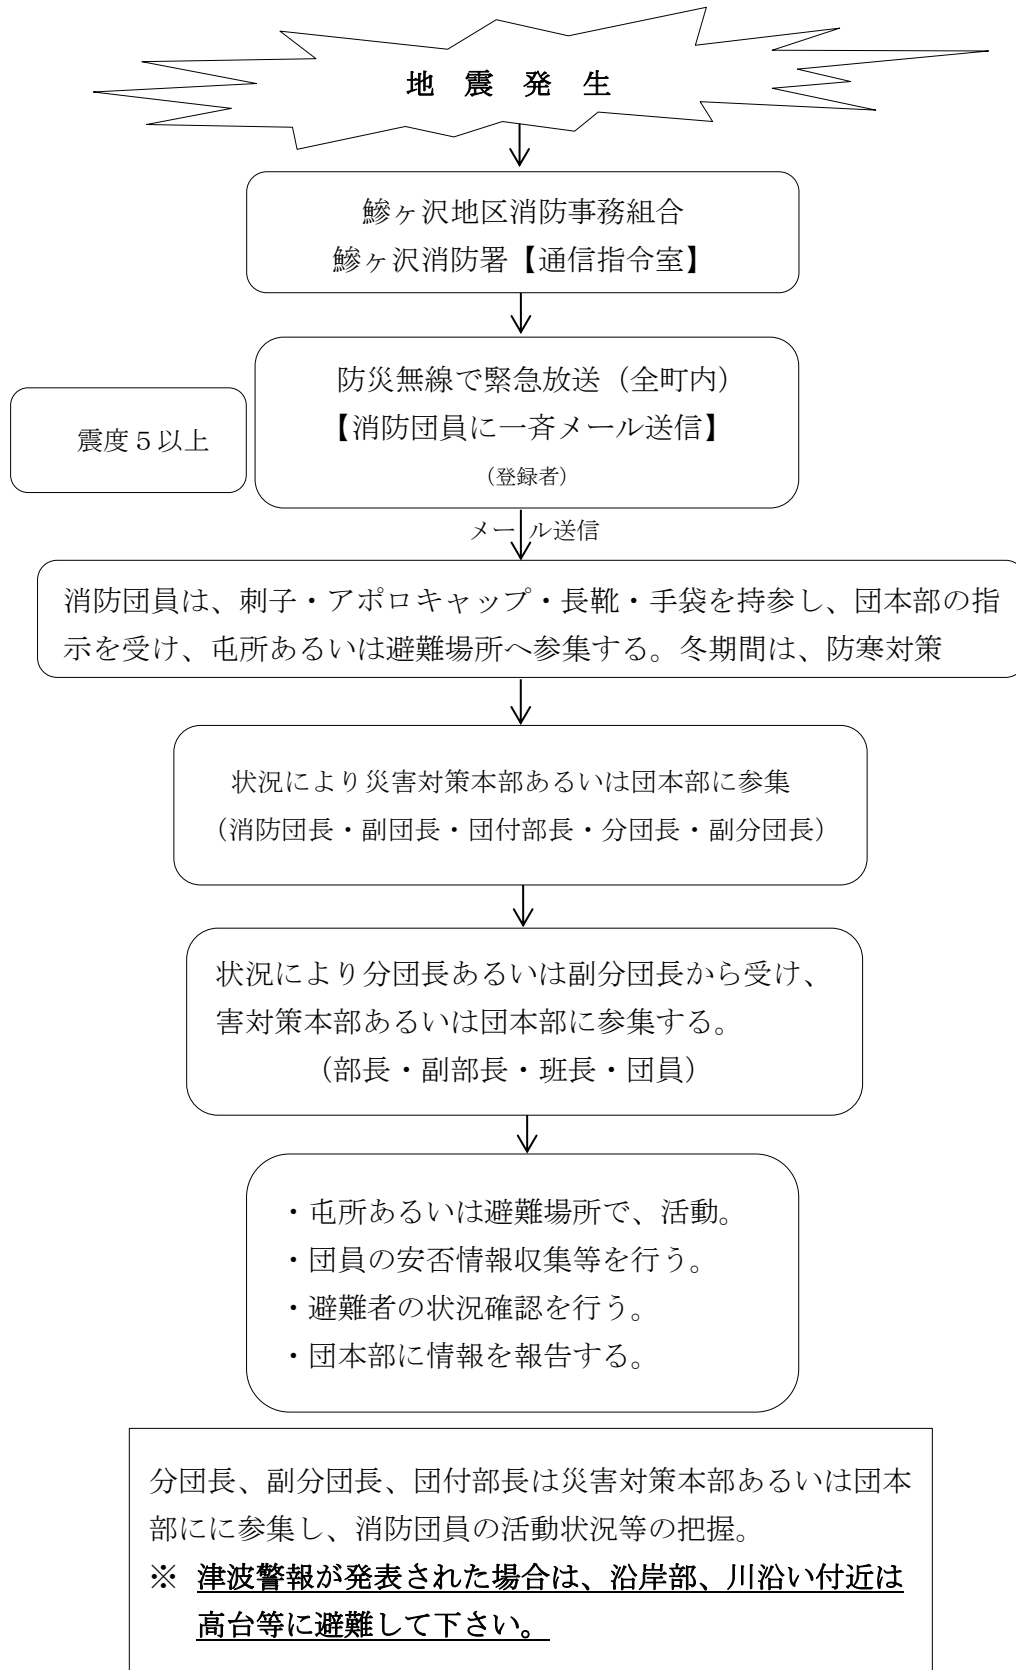 地 震 発 生
鰺ヶ沢地区消防事務組合
鰺ヶ沢消防署【通信指令室】
防災無線で緊急放送（全町内）
【消防団員に一斉メール送信】
（登録者）
震度５以上
メール送信
消防団員は、刺子・アポロキャップ・長靴・手袋を持参し、団本部の指
示を受け、屯所あるいは避難場所へ参集する。冬期間は、防寒対策
状況により災害対策本部あるいは団本部に参集
（消防団長・副団長・団付部長・分団長・副分団長）
状況により分団長あるいは副分団長から受け、
害対策本部あるいは団本部に参集する。
（部長・副部長・班長・団員）
・屯所あるいは避難場所で、活動。
・団員の安否情報収集等を行う。
・避難者の状況確認を行う。
・団本部に情報を報告する。
分団長、副分団長、団付部長は災害対策本部あるいは団本
部にに参集し、消防団員の活動状況等の把握。
※ 津波警報が発表された場合は、沿岸部、川沿い付近は
高台等に避難して下さい。